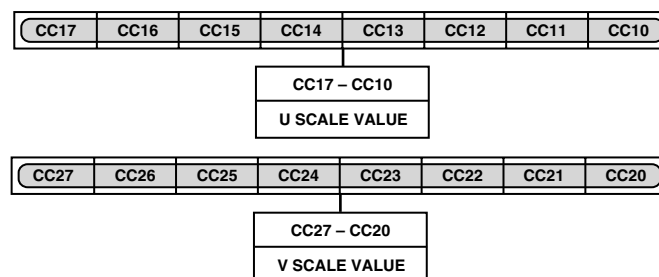 CC17 CC16 CC15 CC14 CC13 CC12 CC11 CC10
CC17 – CC10
U SCALE VALUE
CC27 CC26 CC25 CC24 CC23 CC22 CC21 CC20
CC27 – CC20
V SCALE VALUE